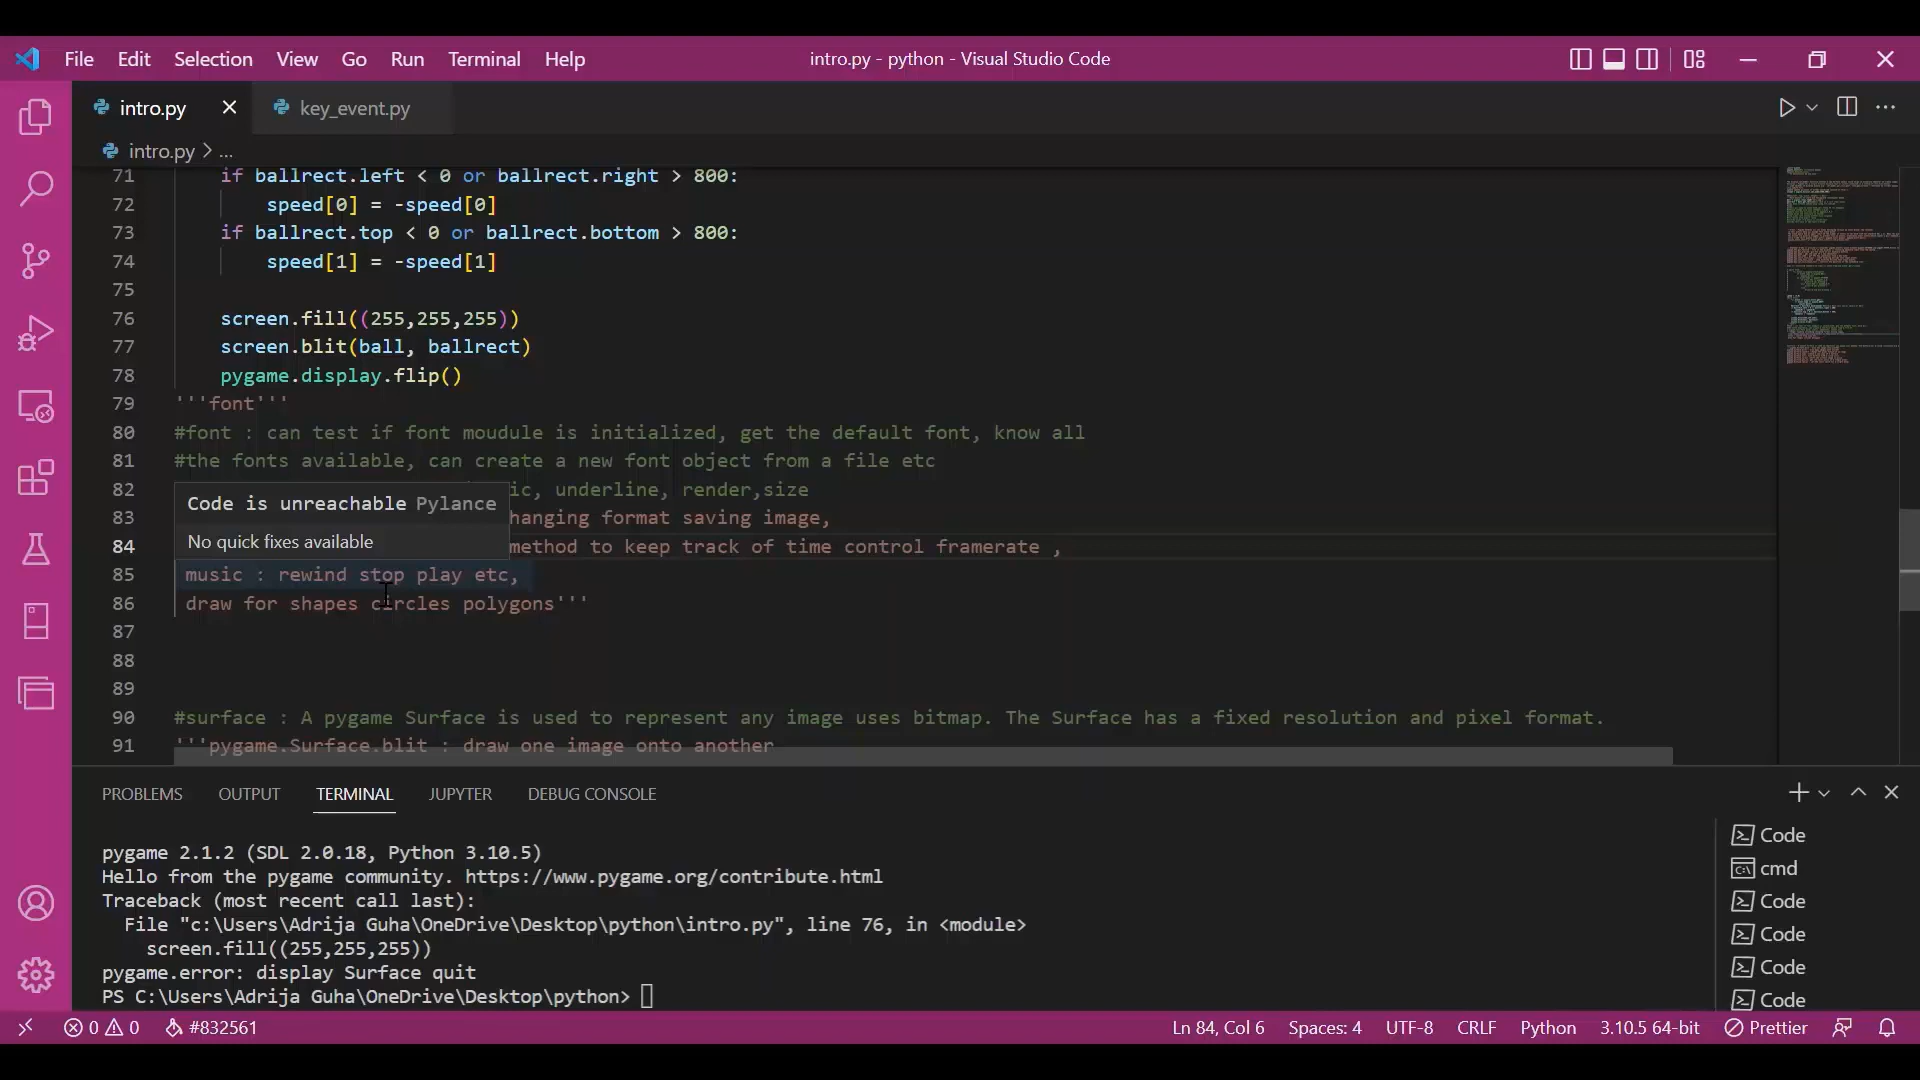 File Edit Selection View Go Run Terminal Help intro.py - python - Visual Studio Code
intro.py key_event.py
intro.py > ...
71 if ballrect.left < 0 or ballrect.right > 800:
72 speed[0] = -speed[0]
73 if ballrect.top < 0 or ballrect.bottom > 800:
74 speed[1] = -speed[1]
75
76 screen.fill((255,255,255))
77 screen.blit(ball, ballrect)
78 pygame.display.flip()
79 '''font'''
80 #font : can test if font moudule is initialized, get the default font, know all
81 #the fonts available, can create a new font object from a file etc
82 ic, underline, render,size
Code is unreachable Pylance
83 hanging format saving image,
No quick fixes available
84 method to keep track of time control framerate ,
85 music : rewind stop play etc,
86 draw for shapes circles polygons'''
87
88
89
90 #surface : A pygame Surface is used to represent any image uses bitmap. The Surface has a fixed resolution and pixel format.
91 '''pygame.Surface.blit : draw one image onto another
PROBLEMS OUTPUT TERMINAL JUPYTER DEBUG CONSOLE
pygame 2.1.2 (SDL 2.0.18, Python 3.10.5)
Hello from the pygame community. https://www.pygame.org/contribute.html
Traceback (most recent call last):
File "c:\Users\Adrija Guha\OneDrive\Desktop\python\intro.py", line 76, in <module>
screen.fill((255,255,255))
pygame.error: display Surface quit
PS C:\Users\Adrija Guha\OneDrive\Desktop\python>
Code
cmd
Code
Code
Code
Code
0 0 #832561 Ln 84, Col 6 Spaces: 4 UTF-8 CRLF Python 3.10.5 64-bit Prettier